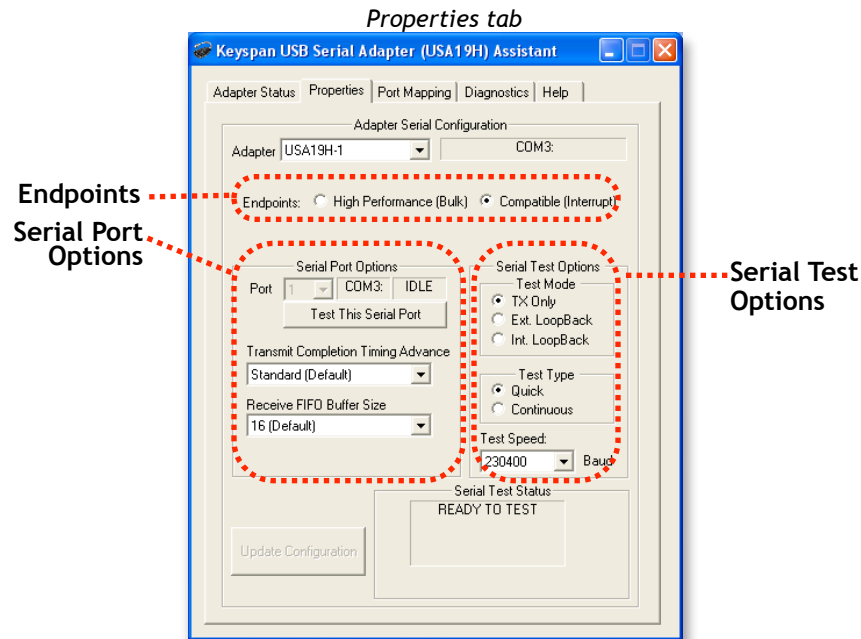 Properties tab
Keyspan USB Serial Adapter (USA19H) Assistant
Adapter Status Properties Port Mapping Diagnostics Help
Adapter Serial Configuration
Adapter USA19H-1 COM3:
Endpoints
Endpoints: High Performance (Bulk) Compatible (Interrupt)
Serial Port
Options
Serial Port Options
Port 1 COM3: IDLE
Test This Serial Port
Transmit Completion Timing Advance
Standard (Default)
Receive FIFO Buffer Size
16 (Default)
Serial Test Options
Test Mode
TX Only
Ext. LoopBack
Int. LoopBack
Test Type
Quick
Continuous
Test Speed:
230400 Baud
Serial Test
Options
Serial Test Status
READY TO TEST
Update Configuration